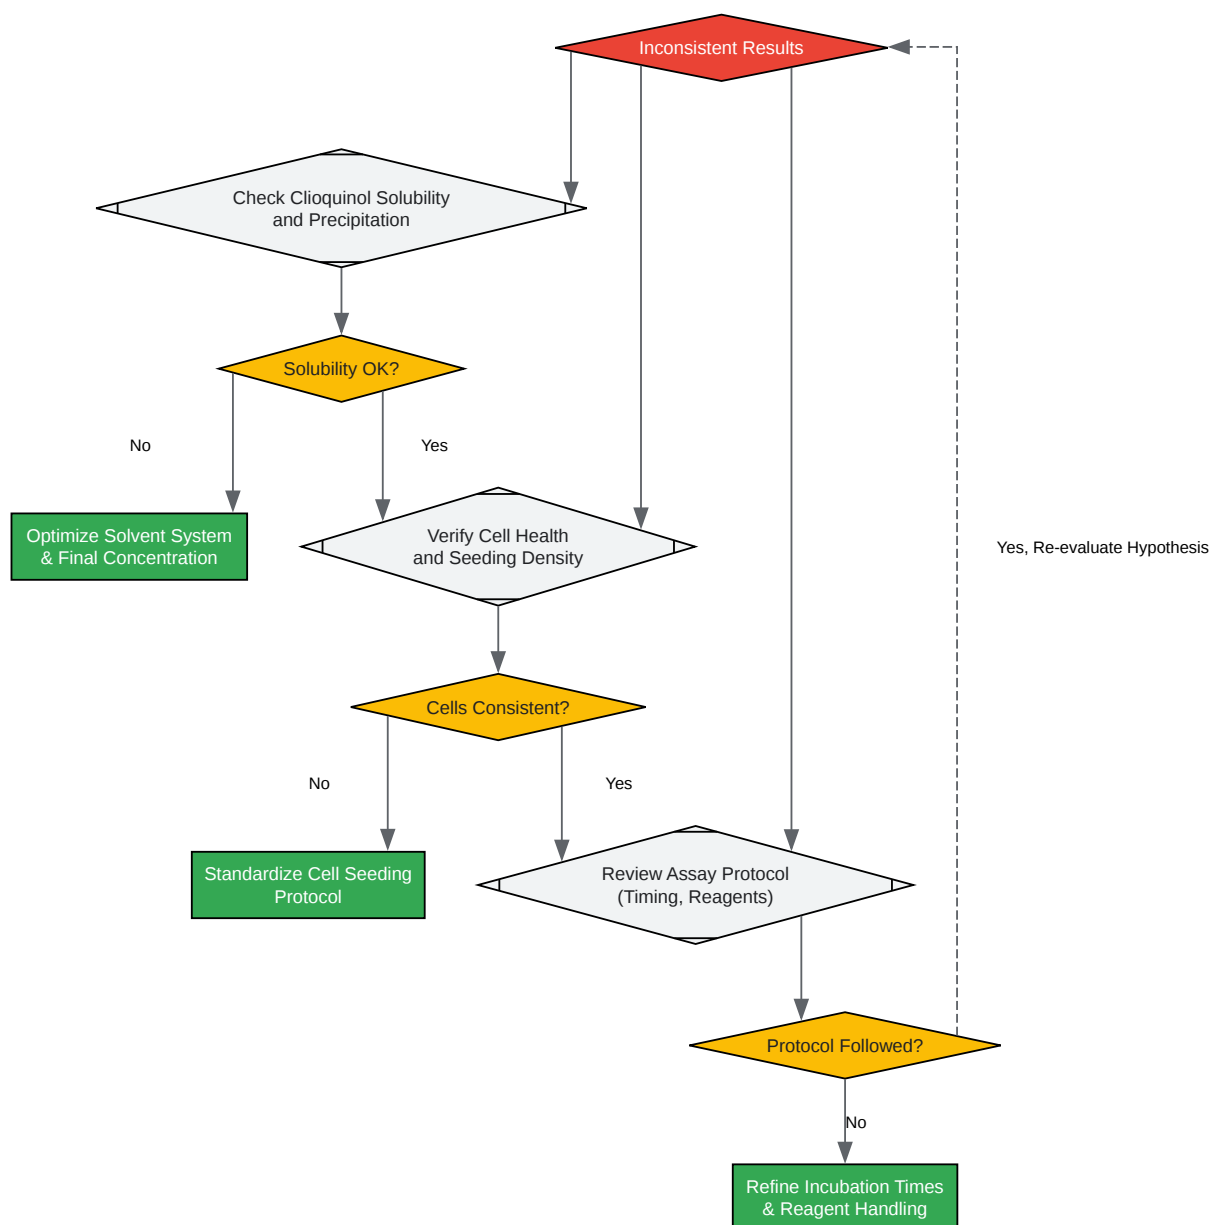 Inconsistent Results
Check Clioquinol Solubility
and Precipitation
Solubility OK?
No
Yes
Optimize Solvent System
& Final Concentration
Verify Cell Health
and Seeding Density
Yes, Re-evaluate Hypothesis
Cells Consistent?
No
Yes
Standardize Cell Seeding
Protocol
Review Assay Protocol
(Timing, Reagents)
Protocol Followed?
No
Refine Incubation Times
& Reagent Handling